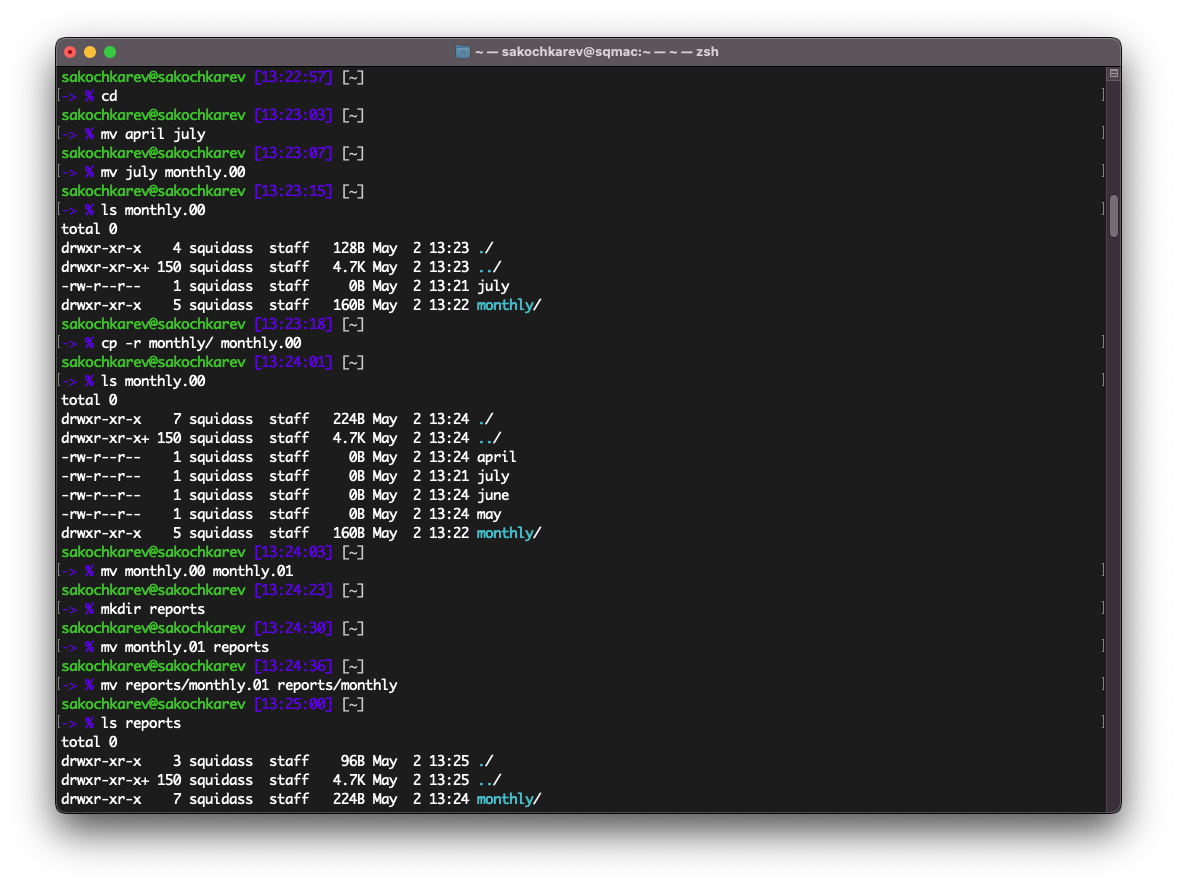 ~ — sakochkarev@sqmac:~ — ~ — zsh
sakochkarev@sakochkarev [13:22:57] [~]
[-> % cd ]
sakochkarev@sakochkarev [13:23:03] [~]
[-> % mv april july ]
sakochkarev@sakochkarev [13:23:07] [~]
[-> % mv july monthly.00 ]
sakochkarev@sakochkarev [13:23:15] [~]
[-> % ls monthly.00 ]
total 0
drwxr-xr-x    4 squidass  staff   128B May  2 13:23 ./
drwxr-xr-x+ 150 squidass  staff   4.7K May  2 13:23 ../
-rw-r--r--    1 squidass  staff     0B May  2 13:21 july
drwxr-xr-x    5 squidass  staff   160B May  2 13:22 monthly/
sakochkarev@sakochkarev [13:23:18] [~]
[-> % cp -r monthly/ monthly.00 ]
sakochkarev@sakochkarev [13:24:01] [~]
[-> % ls monthly.00 ]
total 0
drwxr-xr-x    7 squidass  staff   224B May  2 13:24 ./
drwxr-xr-x+ 150 squidass  staff   4.7K May  2 13:24 ../
-rw-r--r--    1 squidass  staff     0B May  2 13:24 april
-rw-r--r--    1 squidass  staff     0B May  2 13:21 july
-rw-r--r--    1 squidass  staff     0B May  2 13:24 june
-rw-r--r--    1 squidass  staff     0B May  2 13:24 may
drwxr-xr-x    5 squidass  staff   160B May  2 13:22 monthly/
sakochkarev@sakochkarev [13:24:03] [~]
[-> % mv monthly.00 monthly.01 ]
sakochkarev@sakochkarev [13:24:23] [~]
[-> % mkdir reports ]
sakochkarev@sakochkarev [13:24:30] [~]
[-> % mv monthly.01 reports ]
sakochkarev@sakochkarev [13:24:36] [~]
[-> % mv reports/monthly.01 reports/monthly ]
sakochkarev@sakochkarev [13:25:00] [~]
[-> % ls reports ]
total 0
drwxr-xr-x    3 squidass  staff    96B May  2 13:25 ./
drwxr-xr-x+ 150 squidass  staff   4.7K May  2 13:25 ../
drwxr-xr-x    7 squidass  staff   224B May  2 13:24 monthly/